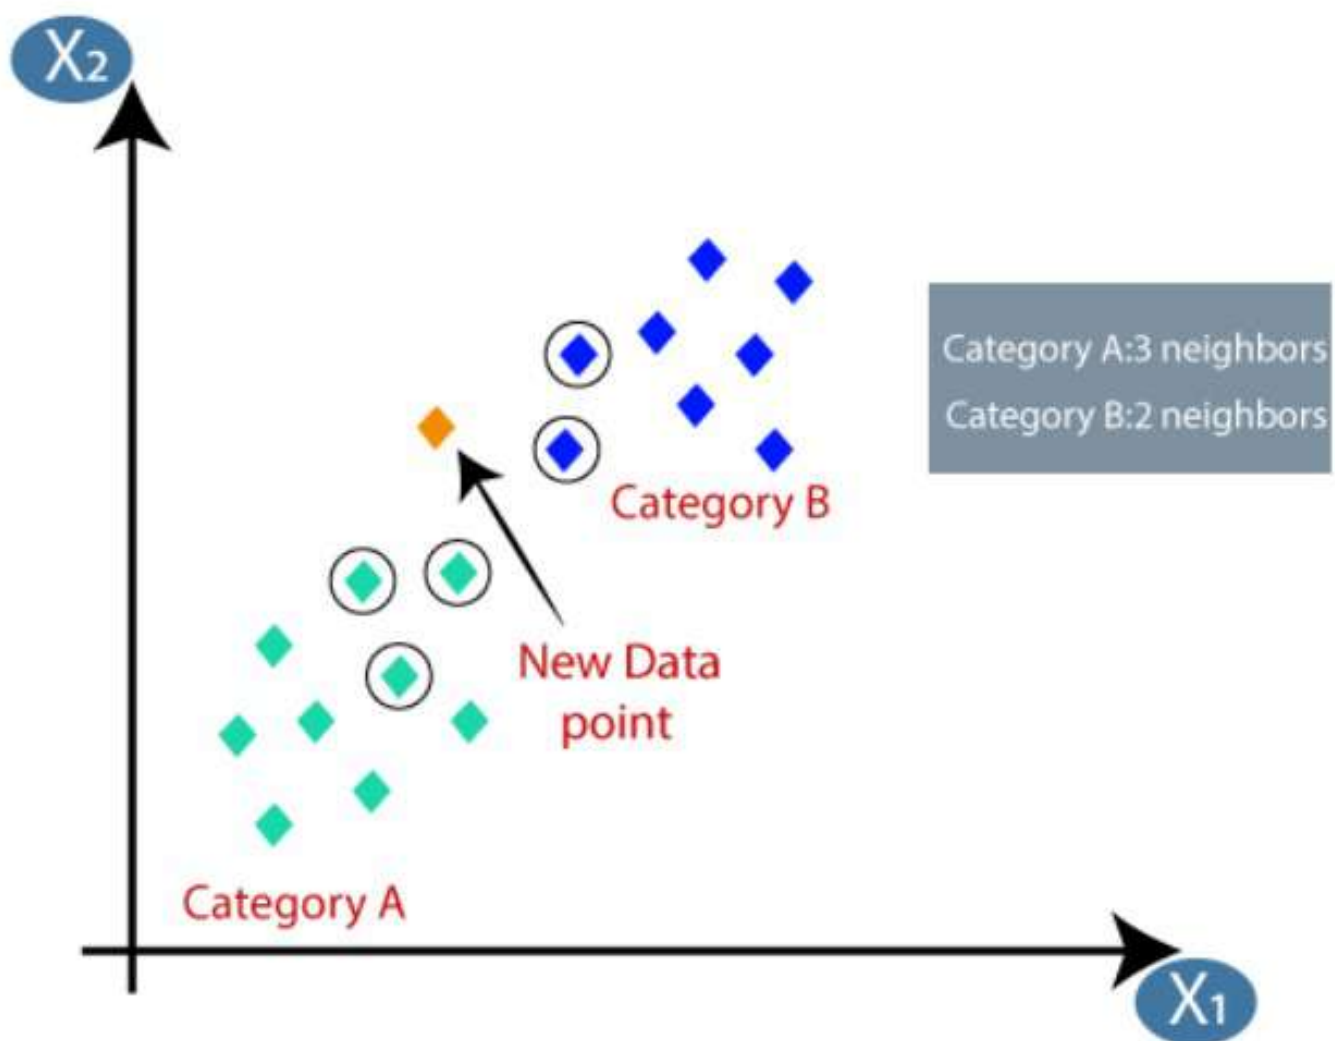 X₂
Category A:3 neighbors
Category B:2 neighbors
Category B
New Data
point
Category A
X₁